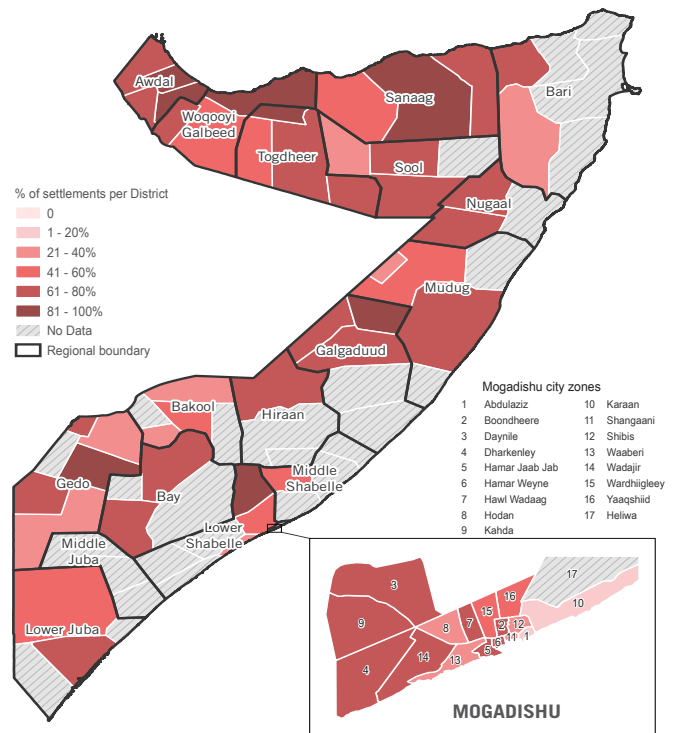 Awdal
Woqooyi
Galbeed
Sanaag
Bari
Togdheer
Sool
Nugaal
Mudug
Galgaduud
Hiraan
Bakool
Middle
Shabelle
Gedo
Bay
Lower
Shabelle
Middle
Juba
Lower Juba
% of settlements per District
0
1 - 20%
21 - 40%
41 - 60%
61 - 80%
81 - 100%
No Data
Regional boundary
Mogadishu city zones
1 Abdulaziz
2 Boondheere
3 Daynile
4 Dharkenley
5 Hamar Jaab Jab
6 Hamar Weyne
7 Hawl Wadaag
8 Hodan
9 Kahda
10 Karaan
11 Shangaani
12 Shibis
13 Waaberi
14 Wadajir
15 Wardhiigleey
16 Yaaqshiid
17 Heliwa
17
3
16
10
15
9
8
7
2
12
14
6
11
1
13
5
4
MOGADISHU